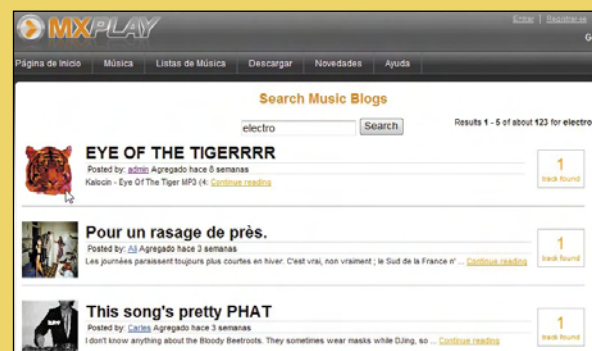 MXPLAY
Entrar | Registrarse
Página de Inicio Música Listas de Música Descargar Novedades Ayuda
Search Music Blogs
electro Search Results 1 - 5 of about 123 for electro
EYE OF THE TIGERRRR
Posted by: admin Agregado hace 8 semanas
Kalscin - Eye Of The Tiger MP3 (4: Continue reading
1
track found
Pour un rasage de près.
Posted by: Ali Agregado hace 3 semanas
Les journées paraissent toujours plus courtes en hiver. C'est vrai, non vraiment ; le Sud de la France n' ... Continue reading
1
track found
This song's pretty PHAT
Posted by: Carles Agregado hace 3 semanas
I don't know anything about the Bloody Beetroots. They sometimes wear masks while DJing, so ... Continue reading
1
track found